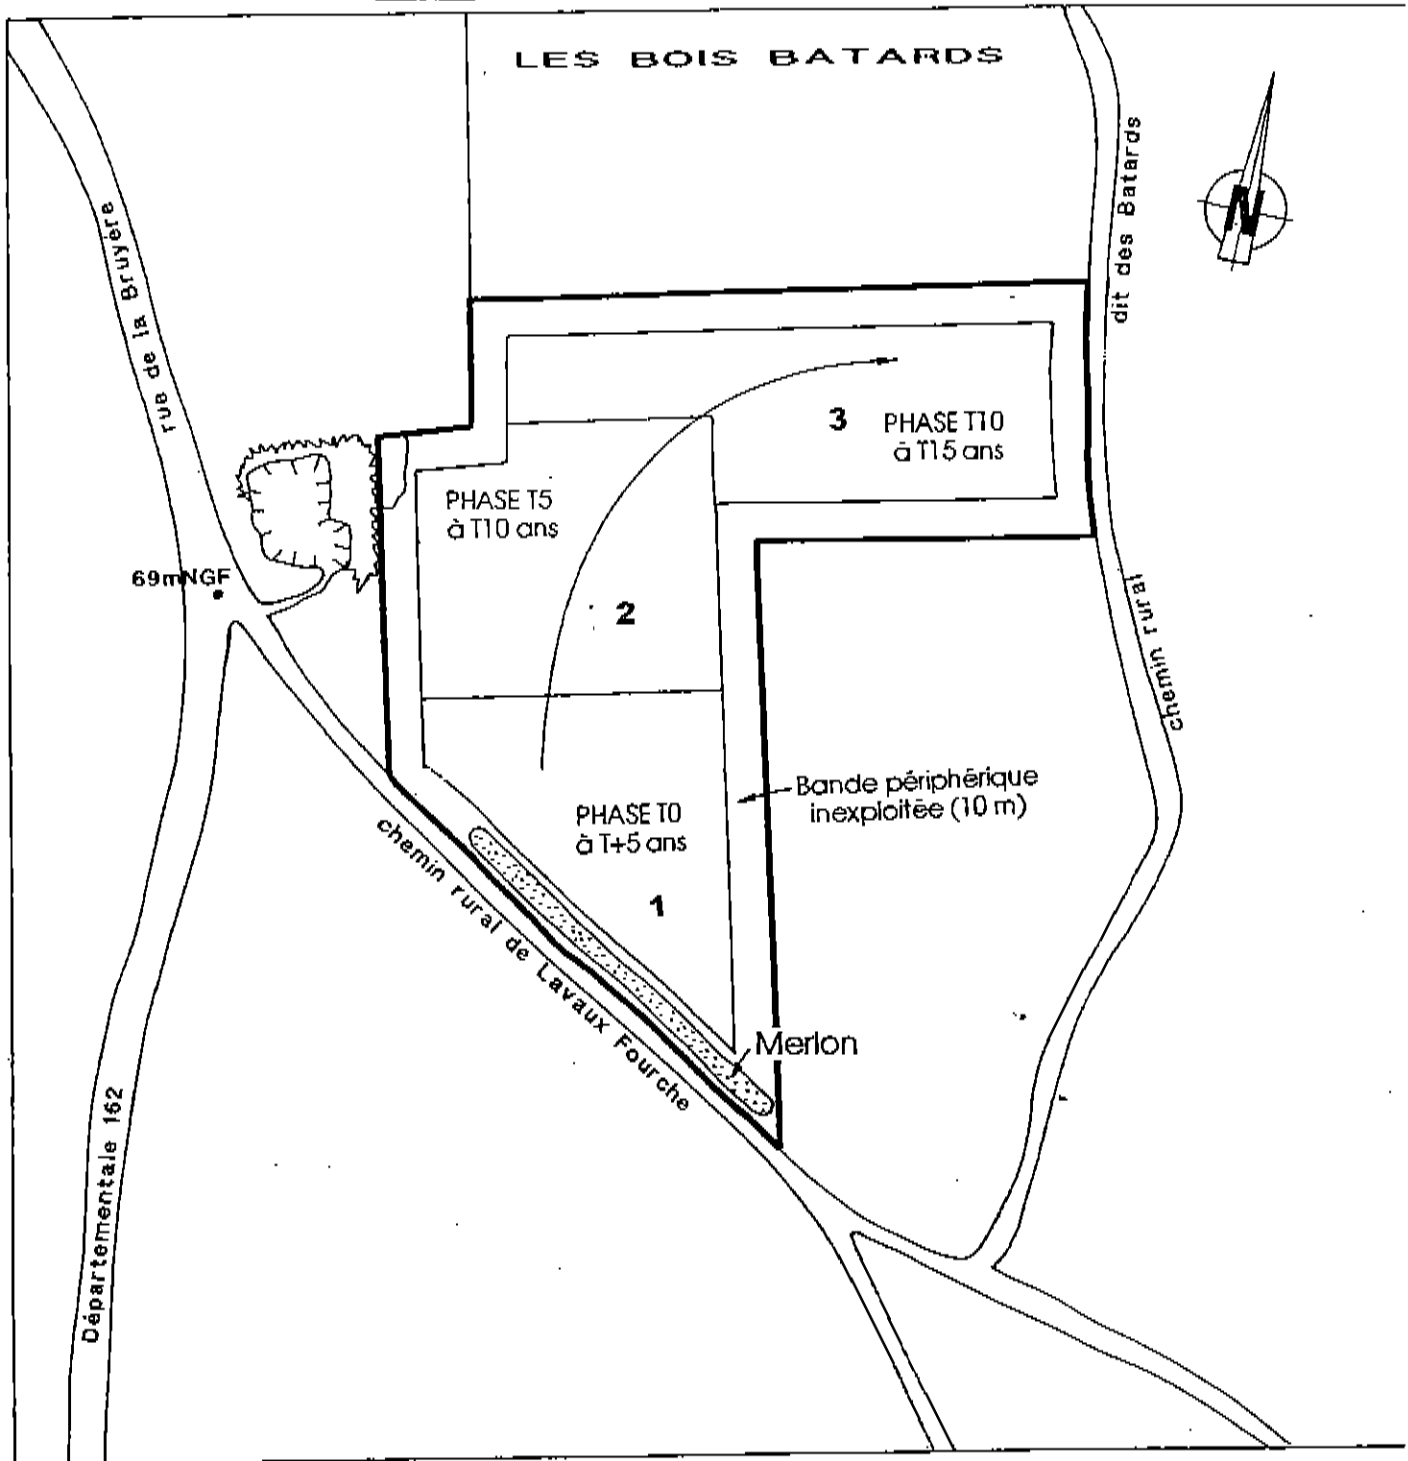 LES BOIS BATARDS
N
dit des Batards
rue de la Bruyère
3
PHASE T10
à T15 ans
PHASE T5
à T10 ans
69mNGF
2
chemin rural
Bande périphérique
inexploitée (10 m)
PHASE T0
à T+5 ans
1
chemin rural de Lavaux Fourche
Merlon
Départementale 162